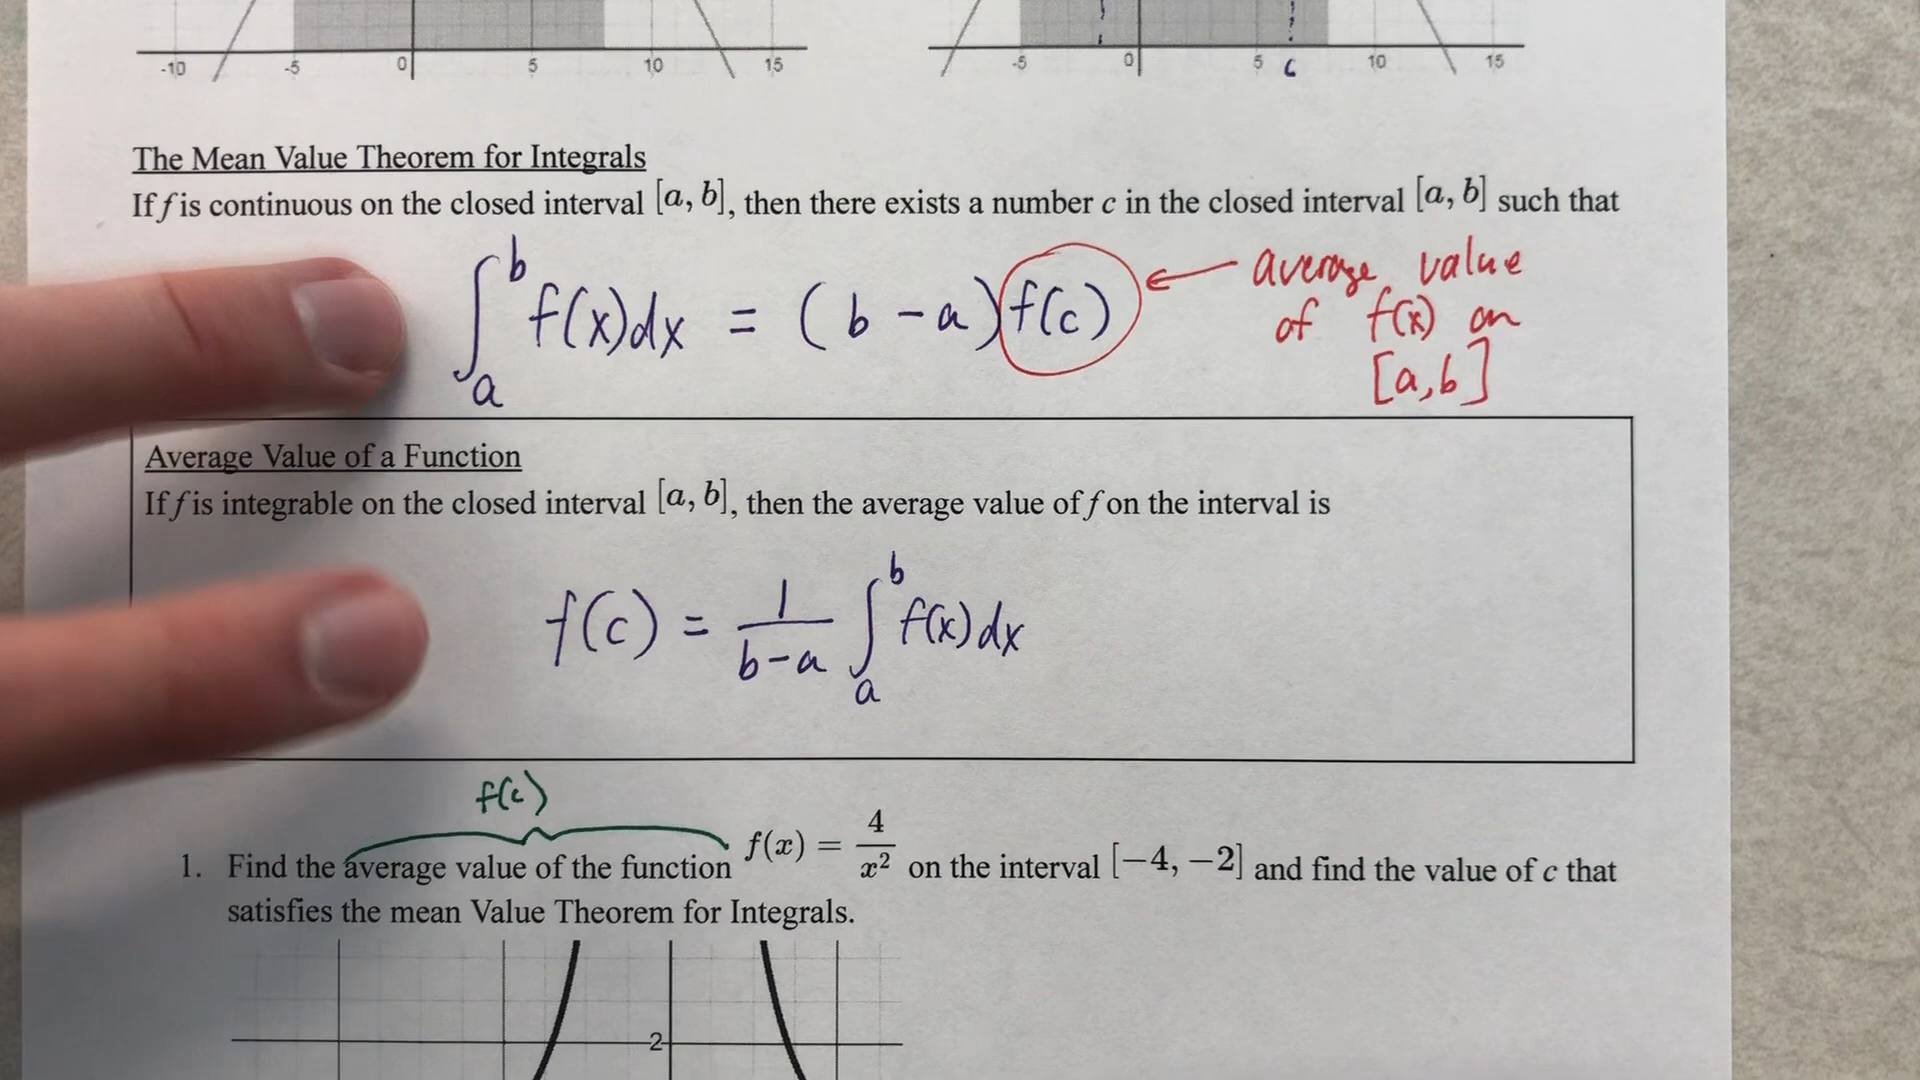 -10 -5 0 5 10 15
-5 0 5 c 10 15
The Mean Value Theorem for Integrals
If f is continuous on the closed interval [a, b], then there exists a number c in the closed interval [a, b] such that
∫_a^b f(x)dx = (b-a)f(c) ← average value
of f(x) on
[a,b]
Average Value of a Function
If f is integrable on the closed interval [a, b], then the average value of f on the interval is
f(c) = 1/(b-a) ∫_a^b f(x)dx
f(c)
1. Find the average value of the function f(x) = 4/x² on the interval [−4, −2] and find the value of c that
satisfies the mean Value Theorem for Integrals.
2